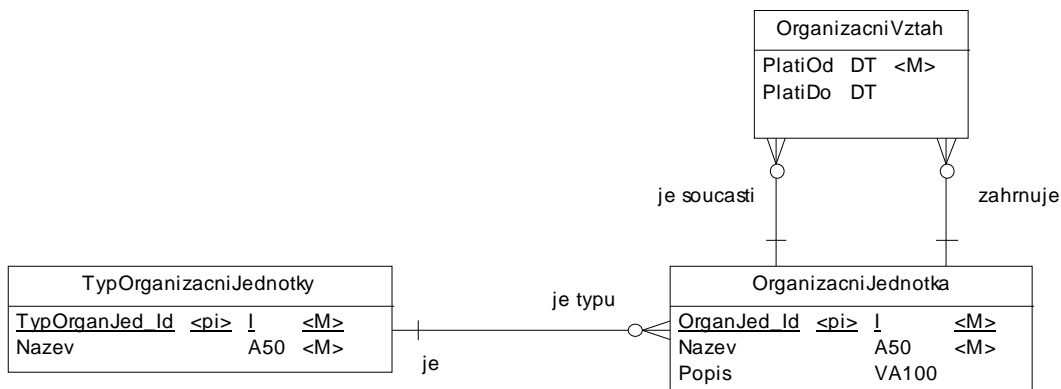 OrganizacniVztah
PlatiOd DT <M>
PlatiDo DT
je soucasti
zahrnuje
TypOrganizacniJednotky
TypOrganJed_Id <pi> I <M>
Nazev A50 <M>
je
je typu
OrganizacniJednotka
OrganJed_Id <pi> I <M>
Nazev A50 <M>
Popis VA100